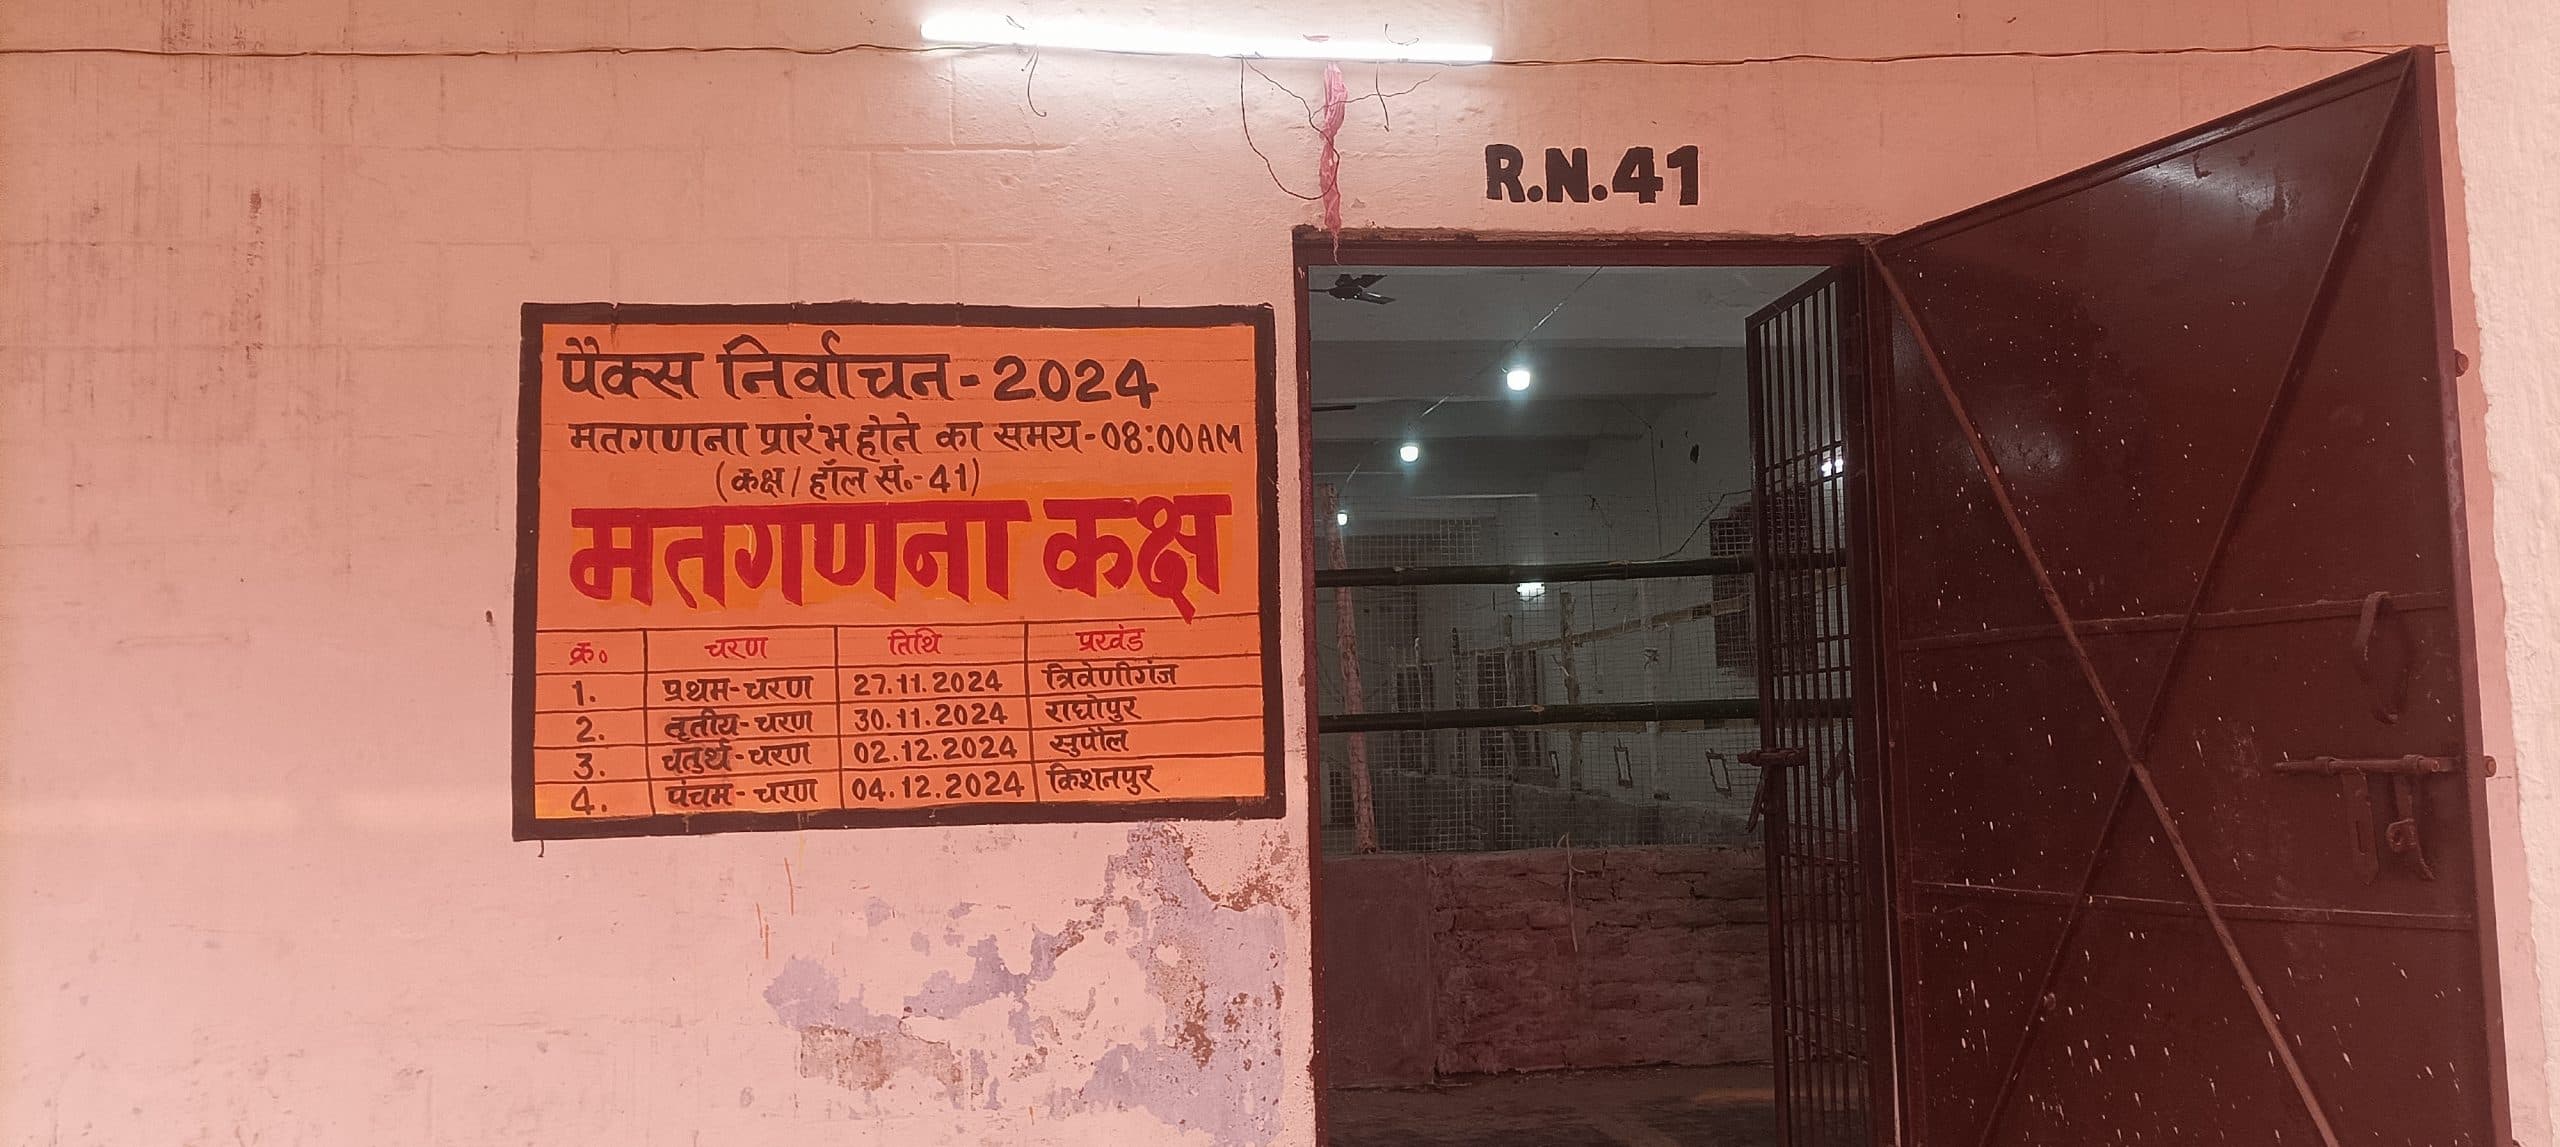 R.N.41
पैक्स निर्वाचन-2024
मतगणना प्रारंभ होने का समय-08:00AM
(कक्ष/हॉल सं०-41)
मतगणना कक्ष
क्र० चरण तिथि प्रखंड
1. प्रथम-चरण 27.11.2024 त्रिवेणीगंज
2. तृतीय-चरण 30.11.2024 राघोपुर
3. चतुर्थ-चरण 02.12.2024 सुपौल
4. पंचम-चरण 04.12.2024 किशनपुर